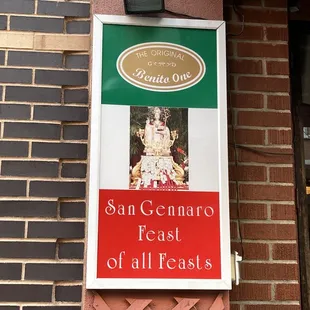 THE ORIGINAL
Benito One
San Gennaro
Feast
of all Feasts